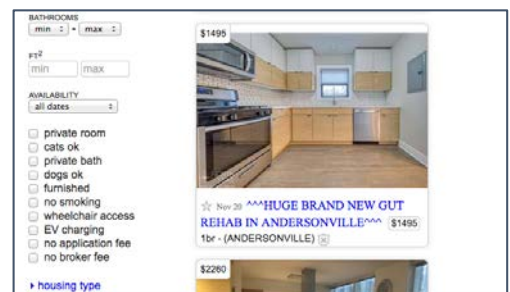 BATHROOMS
min - max
FT²
min max
AVAILABILITY
all dates
private room
cats ok
private bath
dogs ok
furnished
no smoking
wheelchair access
EV charging
no application fee
no broker fee
housing type
$1495
Nov 20 ^^^HUGE BRAND NEW GUT
REHAB IN ANDERSONVILLE^^^ $1495
1br - (ANDERSONVILLE)
$2260